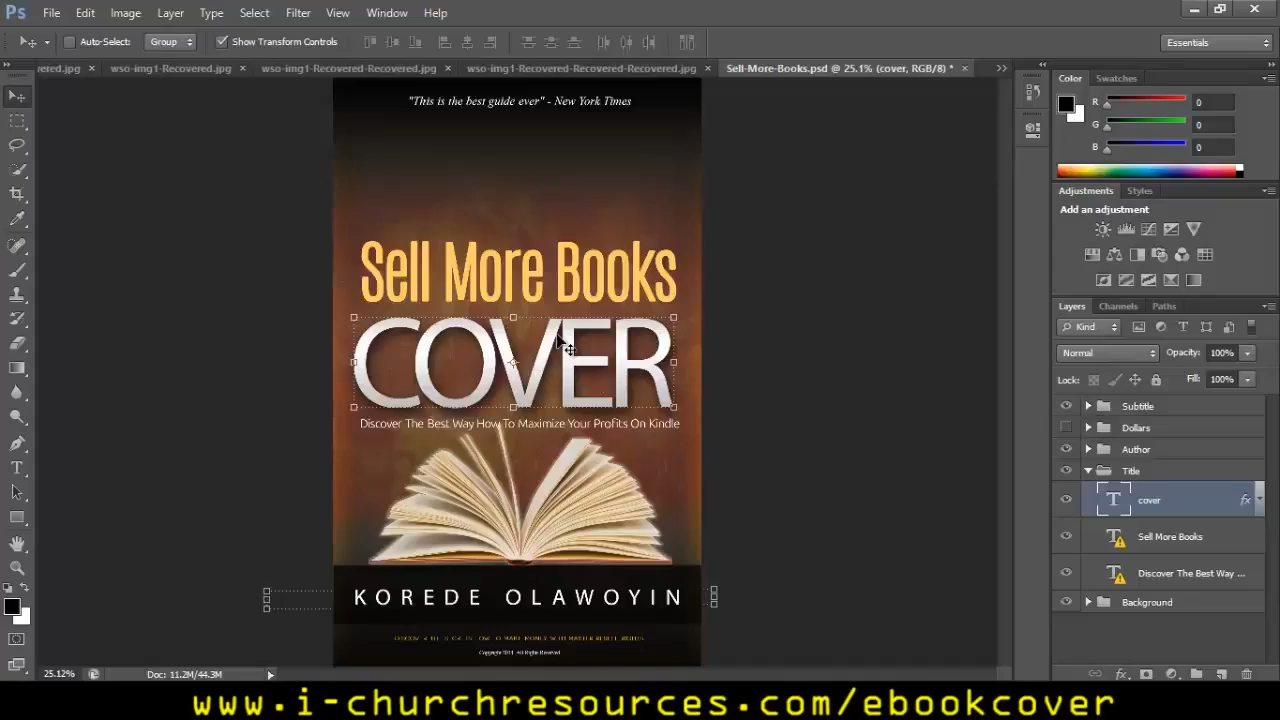 Ps File Edit Image Layer Type Select Filter View Window Help
Auto-Select: Group Show Transform Controls Essentials
ered.jpg × wso-img1-Recovered.jpg × wso-img1-Recovered-Recovered.jpg × wso-img1-Recovered-Recovered-Recovered.jpg × Sell-More-Books.psd @ 25.1% (cover, RGB/8) * ×
Color Swatches
R 0
G 0
B 0
Adjustments Styles
Add an adjustment
Layers Channels Paths
Kind
Normal Opacity: 100%
Lock: Fill: 100%
Subtitle
Dollars
Author
Title
T cover fx
T Sell More Books
T Discover The Best Way ...
Background
"This is the best guide ever" - New York Times
Sell More Books
COVER
Discover The Best Way How To Maximize Your Profits On Kindle
KOREDE OLAWOYIN
25.12% Doc: 11.2M/44.3M
www.i-churchresources.com/ebookcover